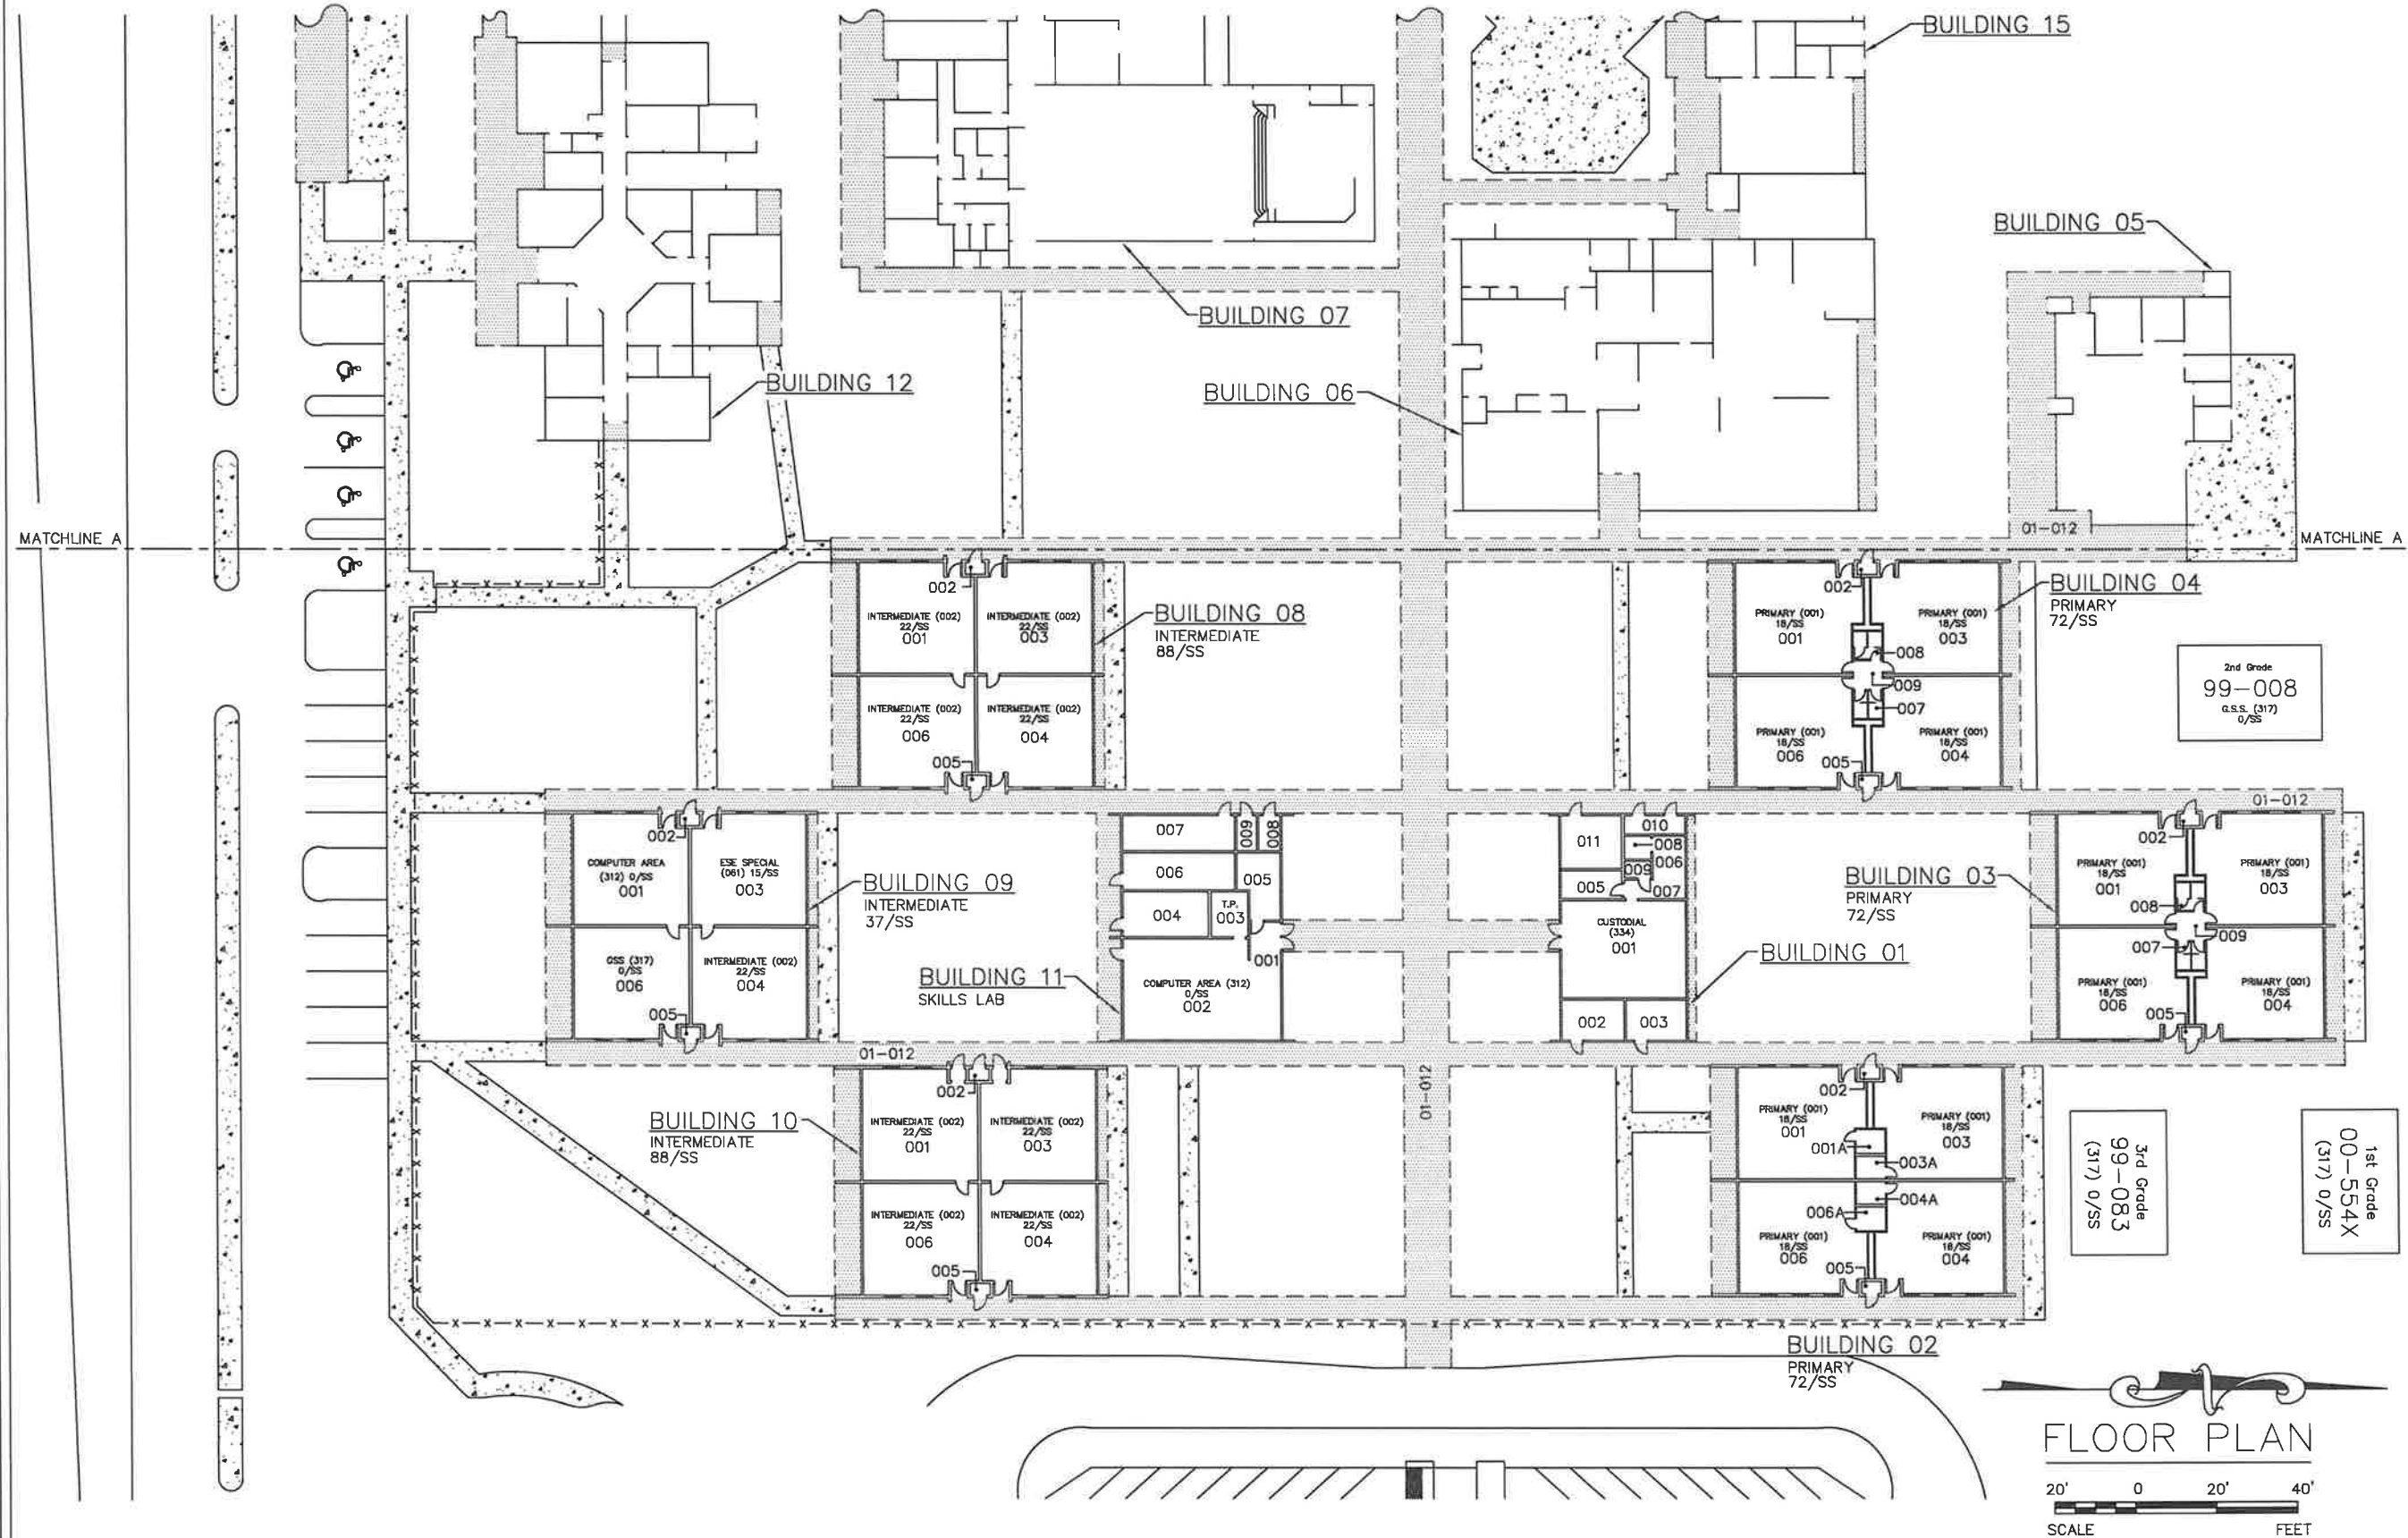 BUILDING 15
BUILDING 05
BUILDING 07
BUILDING 12
BUILDING 06
MATCHLINE A
01-012
MATCHLINE A
002
INTERMEDIATE (002)
22/SS
001
INTERMEDIATE (002)
22/SS
003
INTERMEDIATE (002)
22/SS
006
INTERMEDIATE (002)
22/SS
004
005
BUILDING 08
INTERMEDIATE
88/SS
002
PRIMARY (001)
18/SS
001
PRIMARY (001)
18/SS
003
008
009
007
PRIMARY (001)
18/SS
006
PRIMARY (001)
18/SS
004
005
BUILDING 04
PRIMARY
72/SS
2nd Grade
99-008
G.S.S. (317)
0/SS
01-012
002
COMPUTER AREA
(312) 0/SS
001
ESE SPECIAL
(061) 15/SS
003
GSS (317)
0/SS
006
INTERMEDIATE (002)
22/SS
004
005
BUILDING 09
INTERMEDIATE
37/SS
007
009
008
006
005
004
T.P.
003
001
COMPUTER AREA (312)
0/SS
002
BUILDING 11
SKILLS LAB
011
010
008
006
009
005
007
CUSTODIAL
(334)
001
002
003
BUILDING 01
BUILDING 03
PRIMARY
72/SS
002
PRIMARY (001)
18/SS
001
PRIMARY (001)
18/SS
003
008
009
007
PRIMARY (001)
18/SS
006
PRIMARY (001)
18/SS
004
005
01-012
01-012
BUILDING 10
INTERMEDIATE
88/SS
002
INTERMEDIATE (002)
22/SS
001
INTERMEDIATE (002)
22/SS
003
INTERMEDIATE (002)
22/SS
006
INTERMEDIATE (002)
22/SS
004
005
002
PRIMARY (001)
18/SS
001
PRIMARY (001)
18/SS
003
001A
003A
004A
006A
PRIMARY (001)
18/SS
006
PRIMARY (001)
18/SS
004
005
BUILDING 02
PRIMARY
72/SS
3rd Grade
99-083
(317) 0/SS
1st Grade
00-554X
(317) 0/SS
FLOOR PLAN
20' 0 20' 40'
SCALE FEET